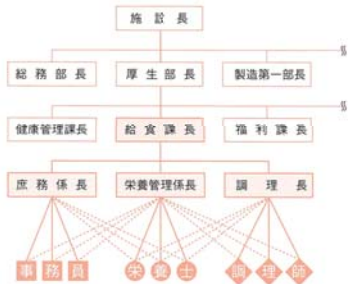 施設長
総務部長 厚生部長 製造第一部長
健康管理課長 給食課長 福利課長
庶務係長 栄養管理係長 調理長
事務員 栄養士 調理師